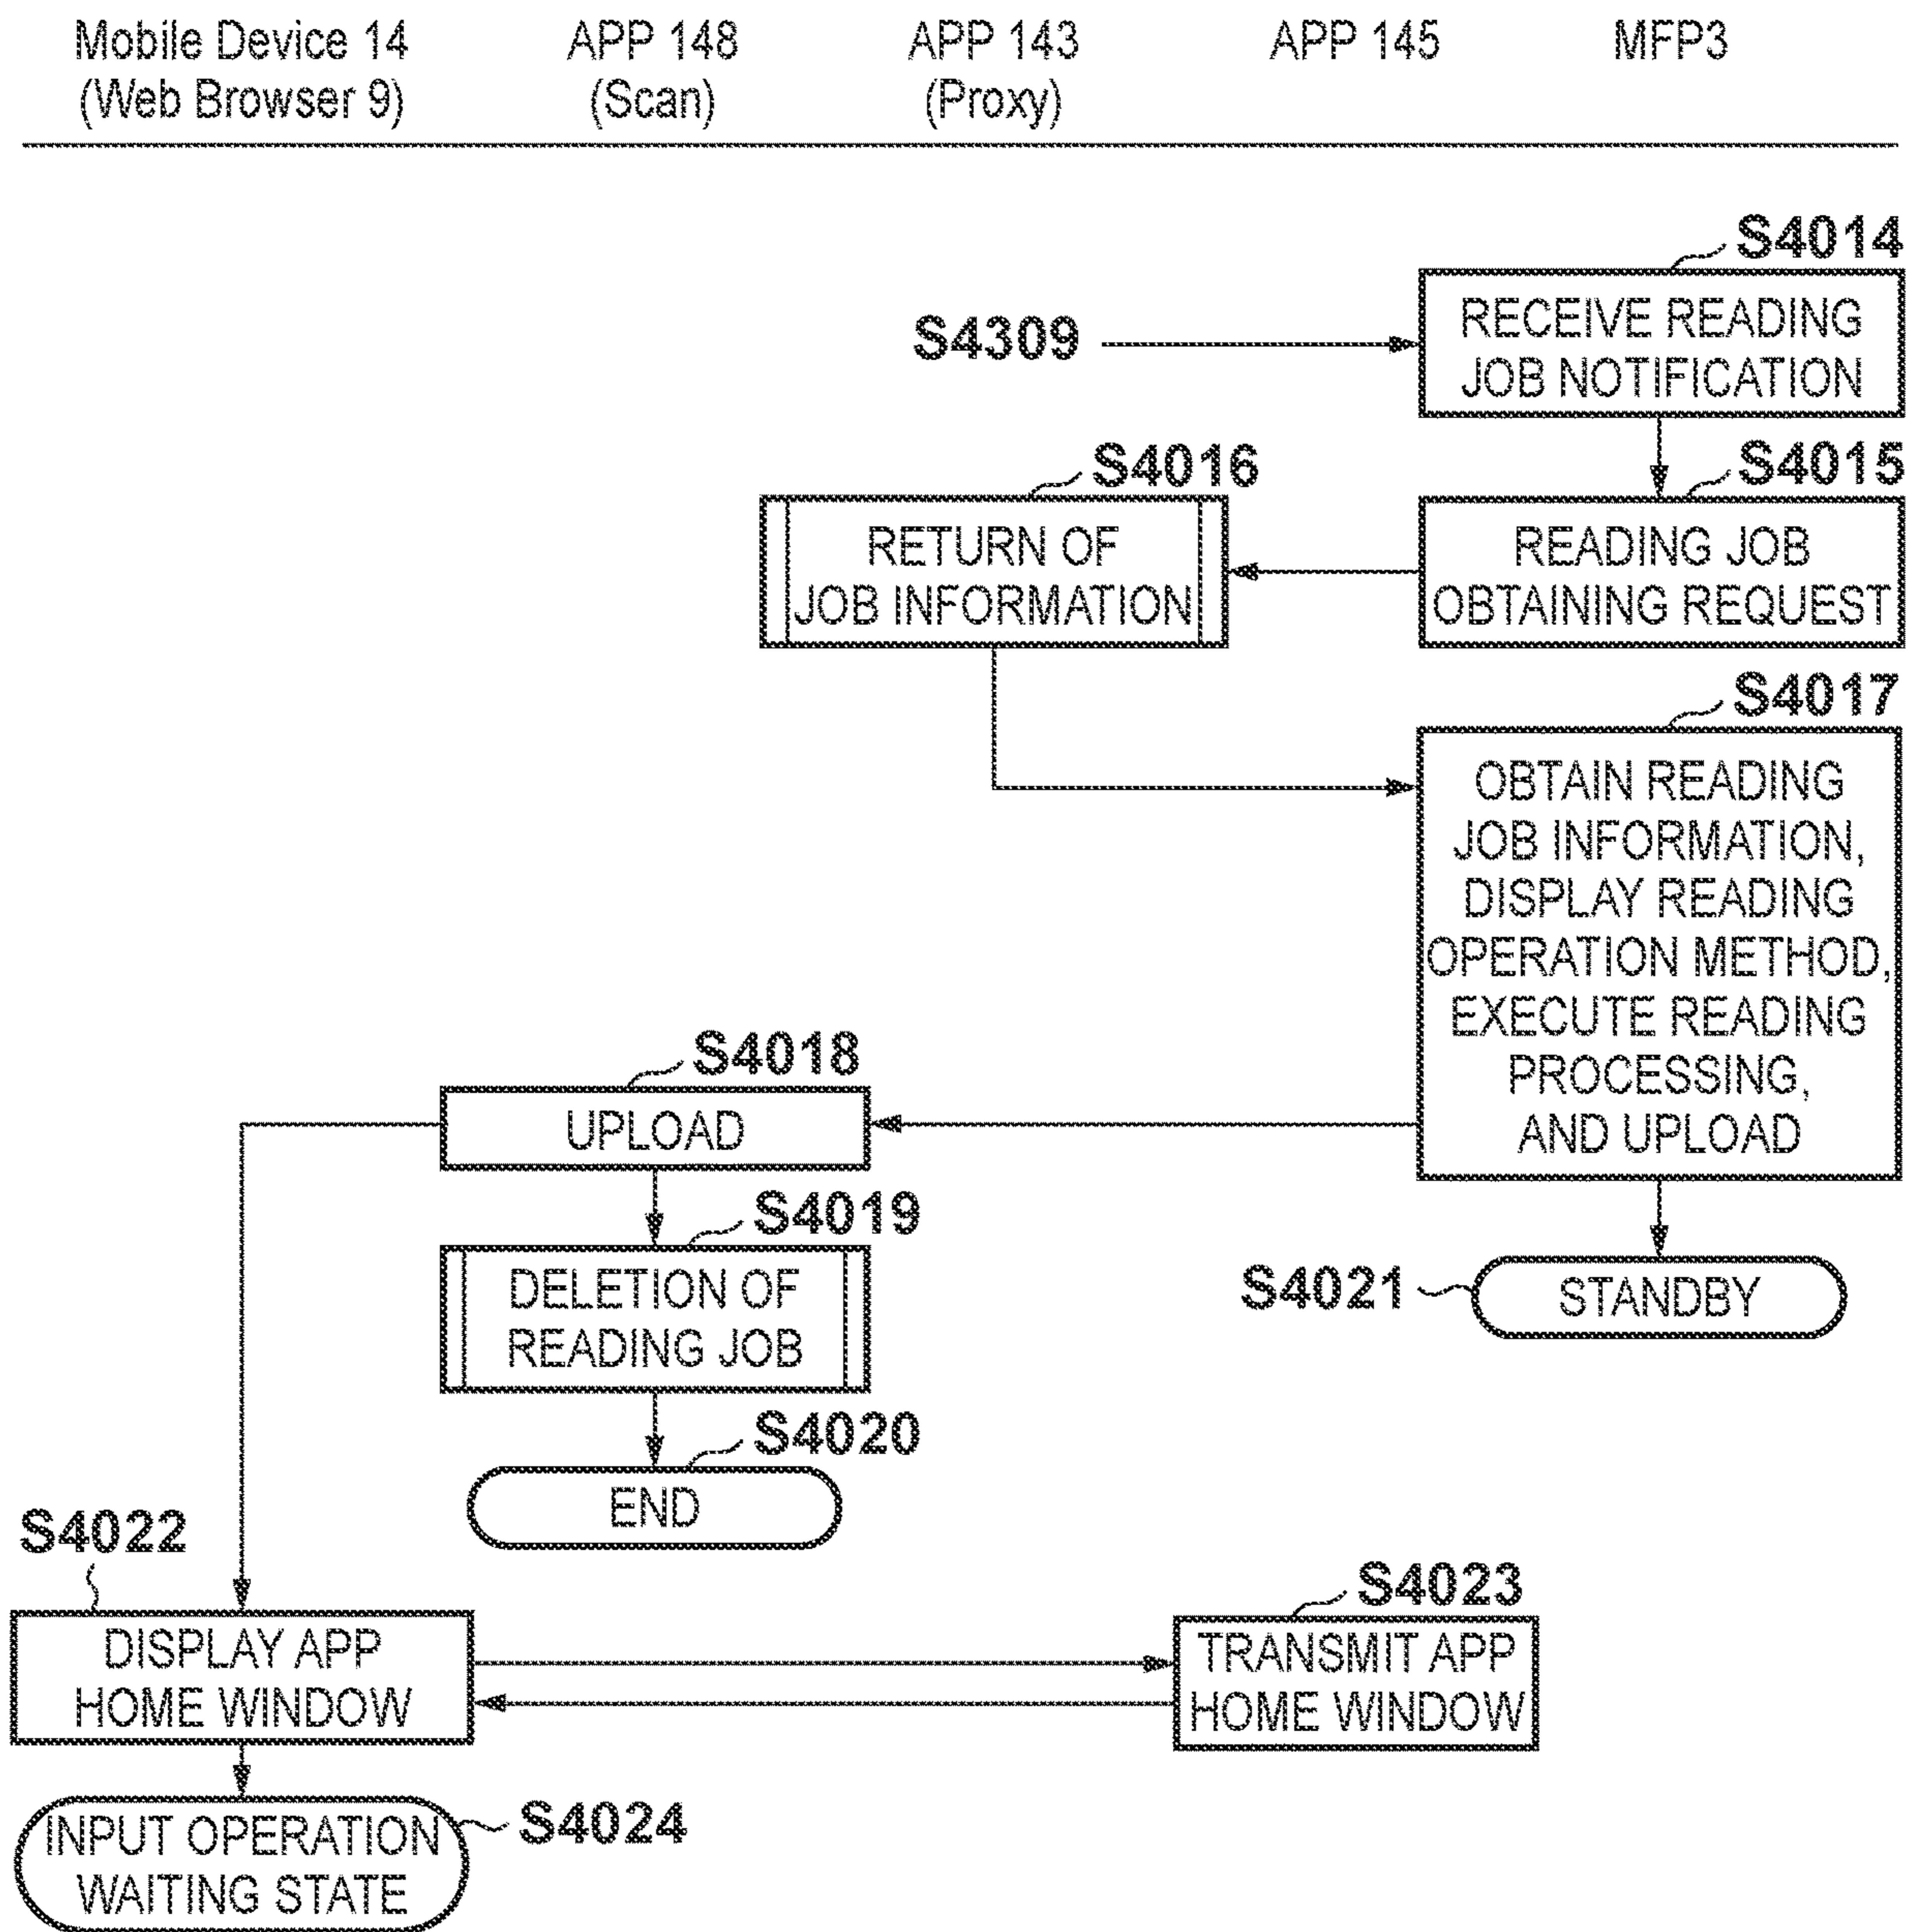 Mobile Device 14
(Web Browser 9)
APP 148
(Scan)
APP 143
(Proxy)
APP 145
MFP3
S4014
RECEIVE READING
JOB NOTIFICATION
S4309
S4016
RETURN OF
JOB INFORMATION
S4015
READING JOB
OBTAINING REQUEST
S4017
OBTAIN READING
JOB INFORMATION,
DISPLAY READING
OPERATION METHOD,
EXECUTE READING
PROCESSING,
AND UPLOAD
S4018
UPLOAD
S4019
DELETION OF
READING JOB
S4021
STANDBY
S4020
END
S4022
DISPLAY APP
HOME WINDOW
S4023
TRANSMIT APP
HOME WINDOW
INPUT OPERATION
WAITING STATE
S4024